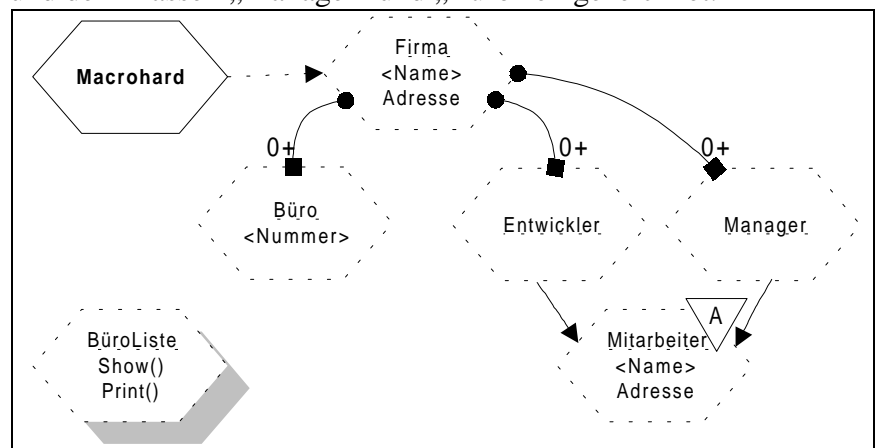 Macrohard
Firma
<Name>
Adresse
0+
0+
0+
Büro
<Nummer>
Entwickler
Manager
A
BüroListe
Show()
Print()
Mitarbeiter
<Name>
Adresse